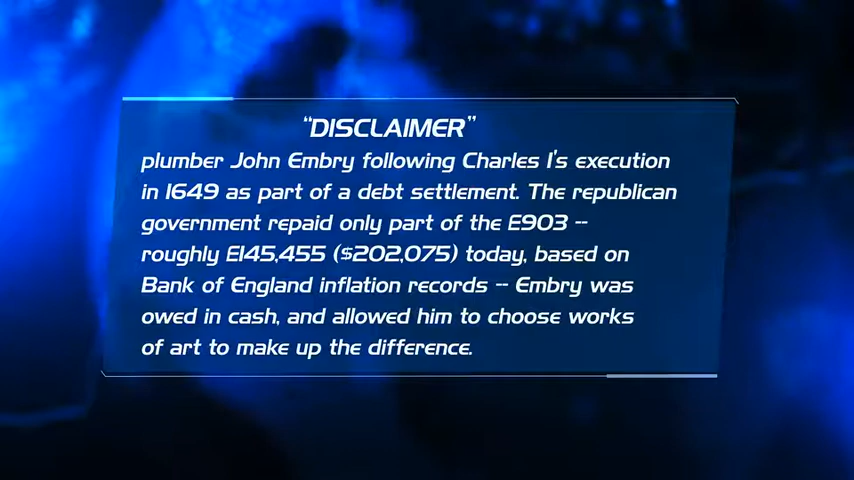 “DISCLAIMER”
plumber John Embry following Charles I's execution
in 1649 as part of a debt settlement. The republican
government repaid only part of the E903 --
roughly E145,455 ($202,075) today, based on
Bank of England inflation records -- Embry was
owed in cash, and allowed him to choose works
of art to make up the difference.